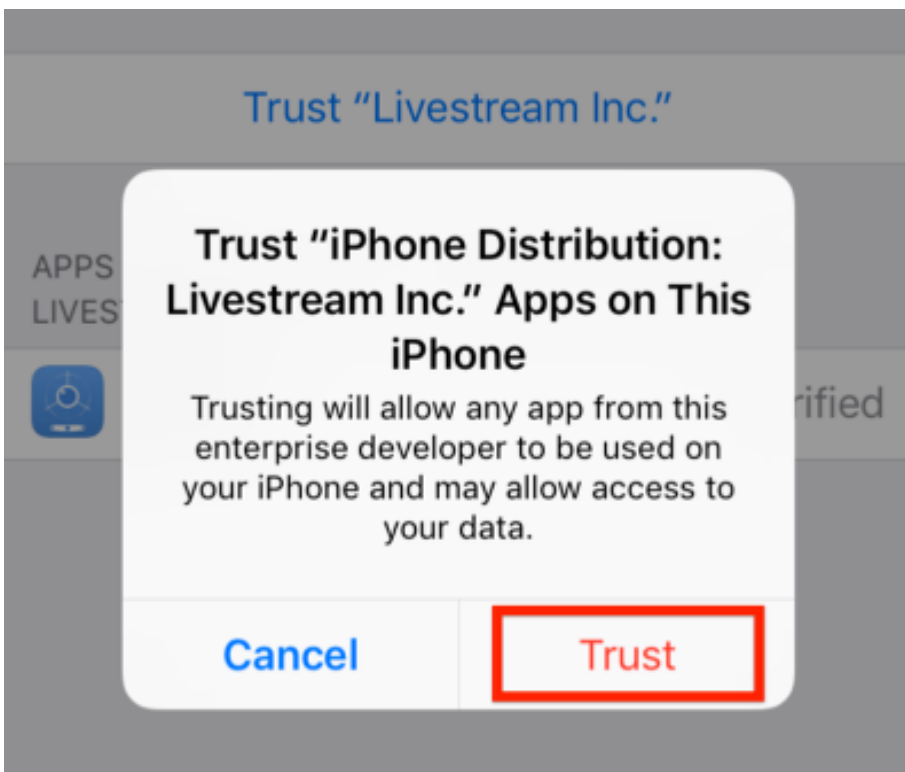 Trust “Livestream Inc.”
APPS
LIVES
Trust “iPhone Distribution:
Livestream Inc.” Apps on This
iPhone
Trusting will allow any app from this
enterprise developer to be used on
your iPhone and may allow access to
your data.
rified
Cancel
Trust